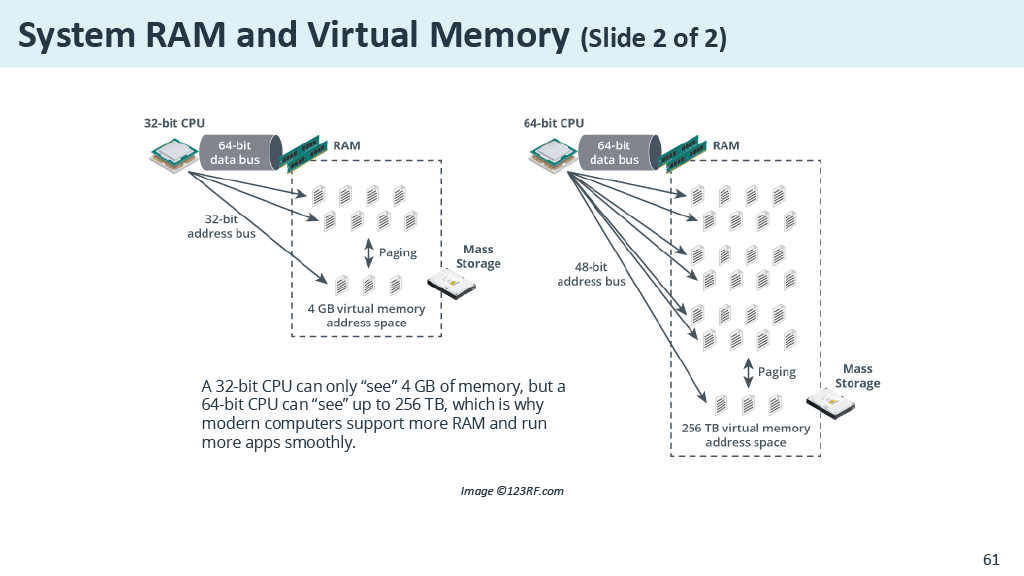 System RAM and Virtual Memory (Slide 2 of 2)
32-bit CPU
64-bit
data bus
RAM
32-bit
address bus
Paging
Mass
Storage
4 GB virtual memory
address space
64-bit CPU
64-bit
data bus
RAM
48-bit
address bus
Paging
Mass
Storage
256 TB virtual memory
address space
A 32-bit CPU can only “see” 4 GB of memory, but a
64-bit CPU can “see” up to 256 TB, which is why
modern computers support more RAM and run
more apps smoothly.
Image ©123RF.com
61